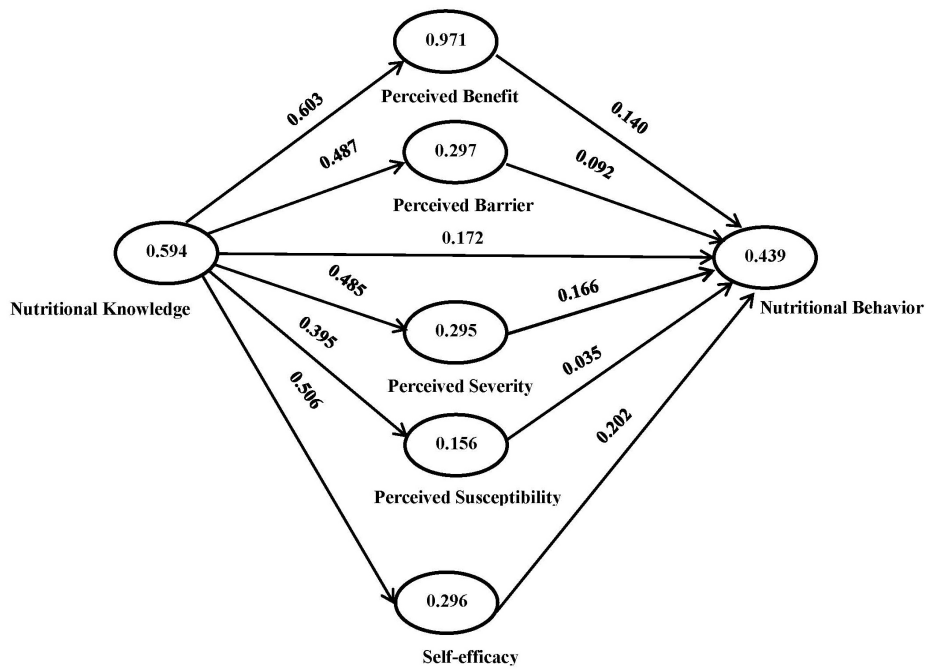 0.971
Perceived Benefit
0.603
0.140
0.487
0.297
0.092
Perceived Barrier
0.594
0.172
0.439
Nutritional Knowledge
Nutritional Behavior
0.485
0.166
0.295
0.395
0.035
Perceived Severity
0.506
0.156
0.202
Perceived Susceptibility
0.296
Self-efficacy